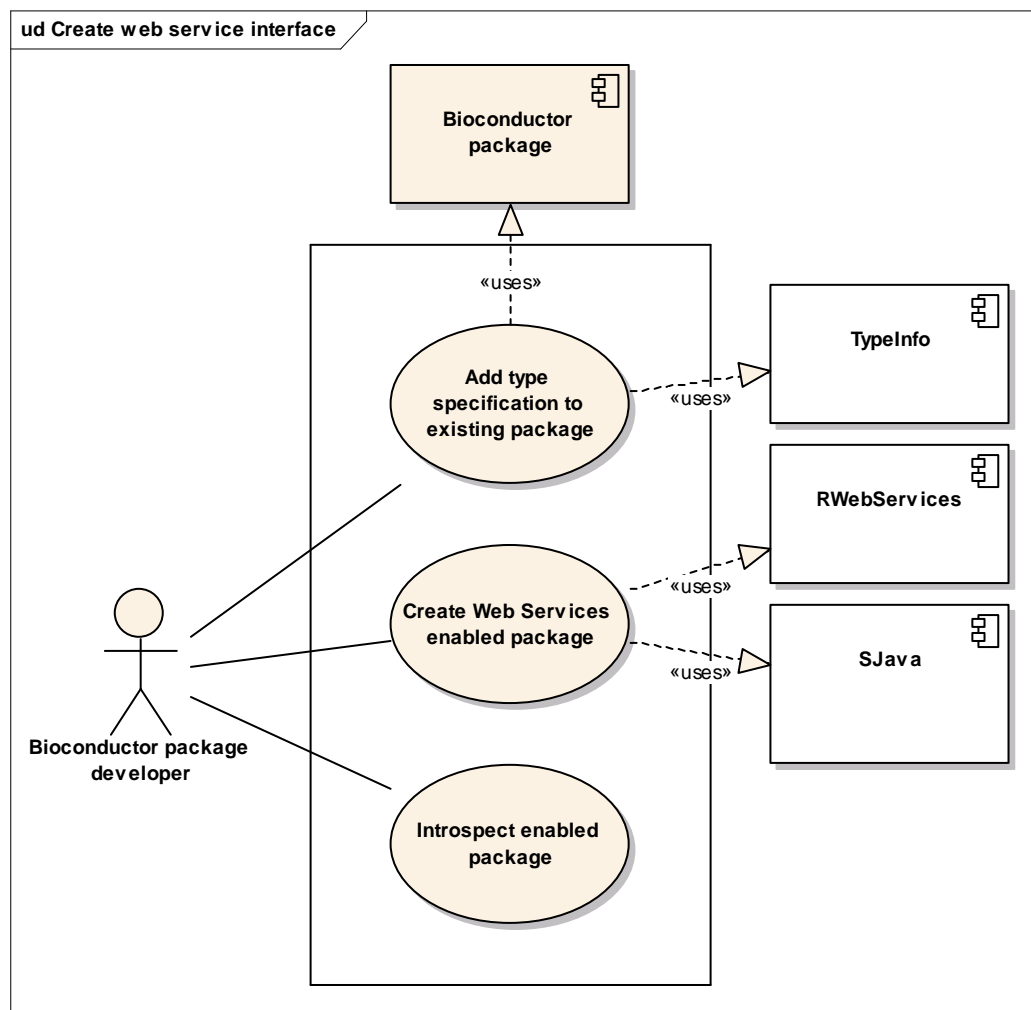 ud Create web service interface
Bioconductor
package
«uses»
Add type
specification to
existing package
«uses»
TypeInfo
RWebServices
«uses»
Create Web Services
enabled package
«uses»
SJava
Bioconductor package
developer
Introspect enabled
package